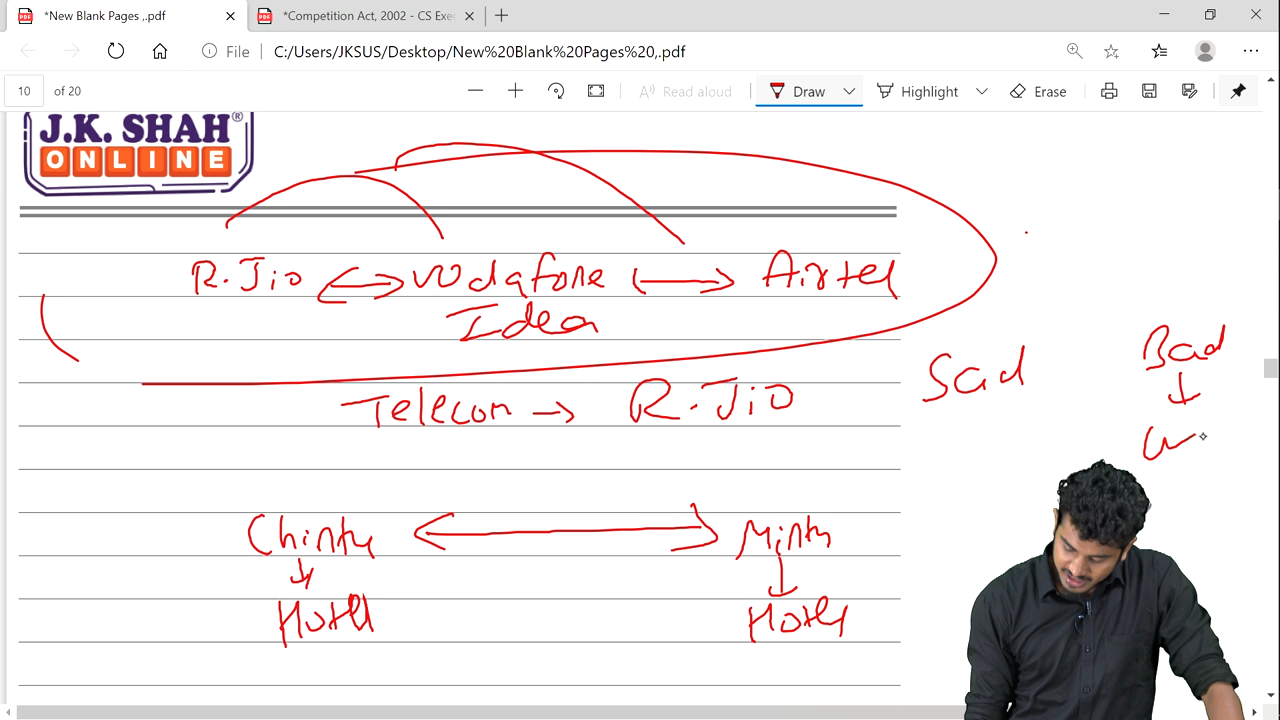 *New Blank Pages ,.pdf
*Competition Act, 2002 - CS Exec
File C:/Users/JKSUS/Desktop/New%20Blank%20Pages%20,.pdf
10 of 20 Read aloud Draw Highlight Erase
J.K. SHAH®
ONLINE
R. Jio Vodafone Airtel
Idea
Bad
Sad
Telecom → R. JIO
Chintu Mintu
Hotel Hotel